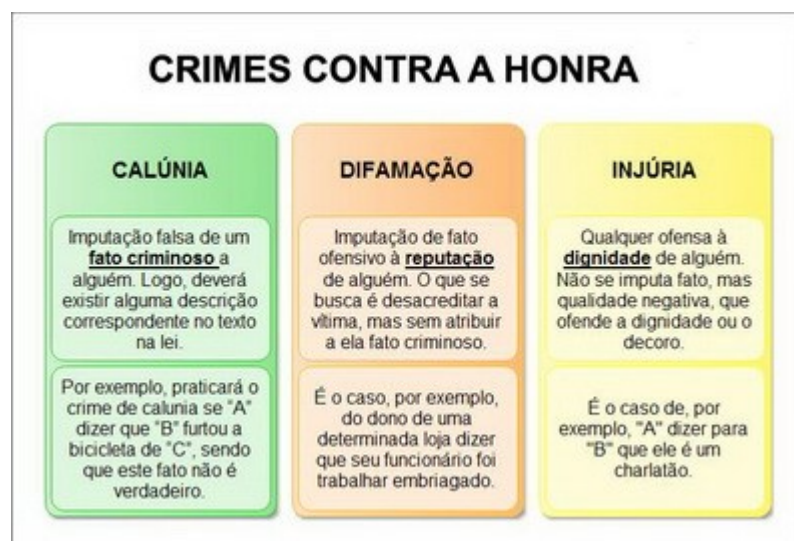 CRIMES CONTRA A HONRA
CALÚNIA
Imputação falsa de um
fato criminoso a
alguém. Logo, deverá
existir alguma descrição
correspondente no texto
na lei.
Por exemplo, praticará o
crime de calunia se "A"
dizer que "B" furtou a
bicicleta de "C", sendo
que este fato não é
verdadeiro.
DIFAMAÇÃO
Imputação de fato
ofensivo à reputação
de alguém. O que se
busca é desacreditar a
vítima, mas sem atribuir
a ela fato criminoso.
É o caso, por exemplo,
do dono de uma
determinada loja dizer
que seu funcionário foi
trabalhar embriagado.
INJÚRIA
Qualquer ofensa à
dignidade de alguém.
Não se imputa fato, mas
qualidade negativa, que
ofende a dignidade ou o
decoro.
É o caso de, por
exemplo, "A" dizer para
"B" que ele é um
charlatão.